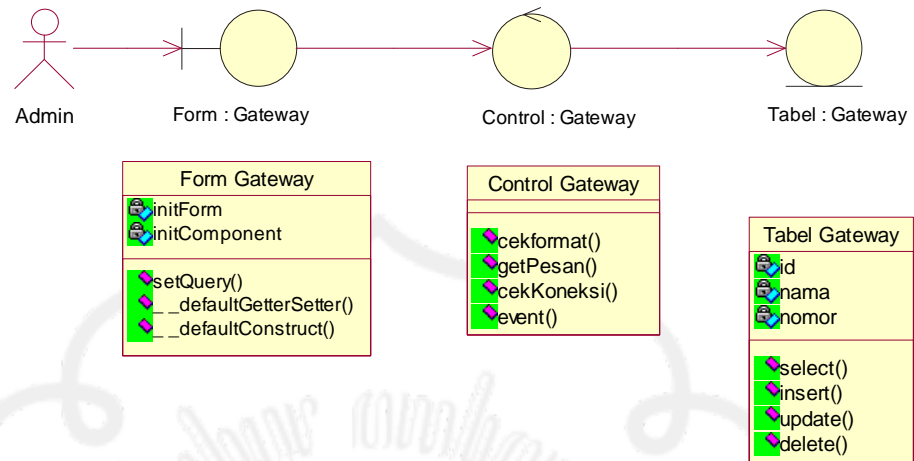 Admin
Form : Gateway
Control : Gateway
Tabel : Gateway
Form Gateway
initForm
initComponent
setQuery()
_ _defaultGetterSetter()
_ _defaultConstruct()
Control Gateway
cekformat()
getPesan()
cekKoneksi()
event()
Tabel Gateway
id
nama
nomor
select()
insert()
update()
delete()